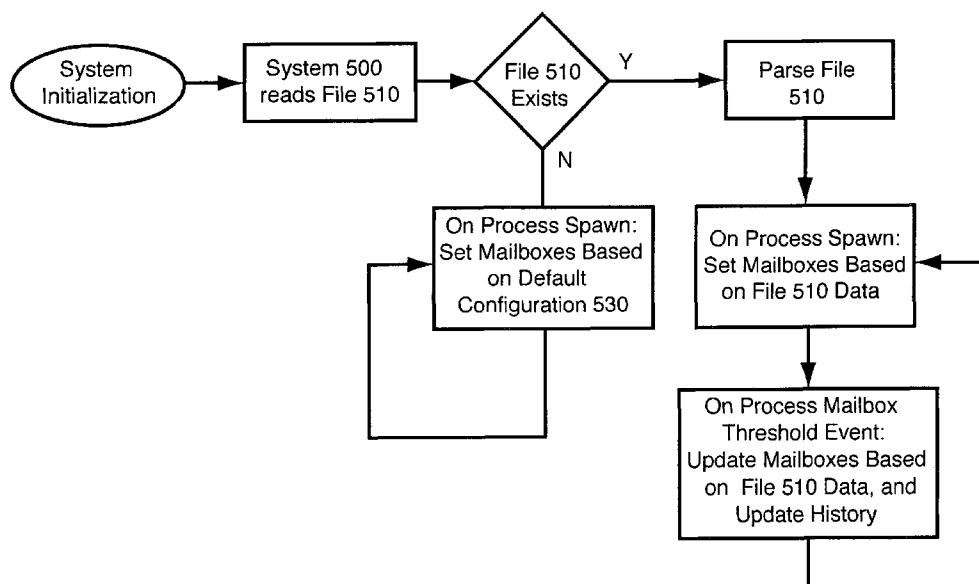 System
Initialization
System 500
reads File 510
File 510
Exists
Y
N
Parse File
510
On Process Spawn:
Set Mailboxes Based
on Default
Configuration 530
On Process Spawn:
Set Mailboxes Based
on File 510 Data
On Process Mailbox
Threshold Event:
Update Mailboxes Based
on File 510 Data, and
Update History